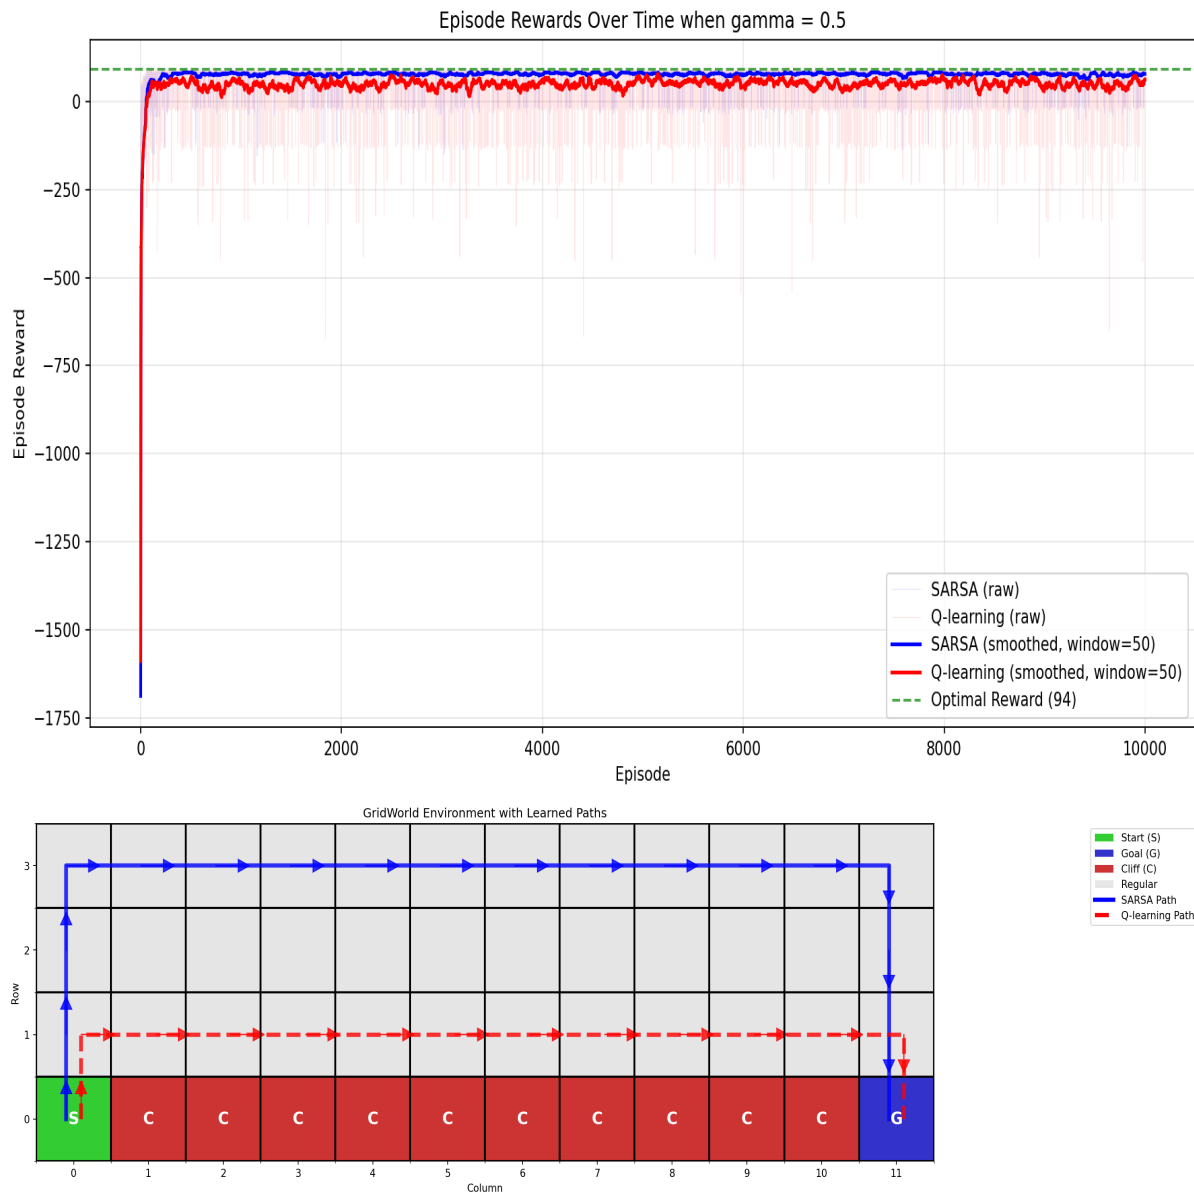 Episode Rewards Over Time when gamma = 0.5
Episode Reward
0
−250
−500
−750
−1000
−1250
−1500
−1750
0 2000 4000 6000 8000 10000
Episode
SARSA (raw)
Q-learning (raw)
SARSA (smoothed, window=50)
Q-learning (smoothed, window=50)
Optimal Reward (94)
GridWorld Environment with Learned Paths
Row
3
2
1
0
S C C C C C C C C C C G
0 1 2 3 4 5 6 7 8 9 10 11
Column
Start (S)
Goal (G)
Cliff (C)
Regular
SARSA Path
Q-learning Path